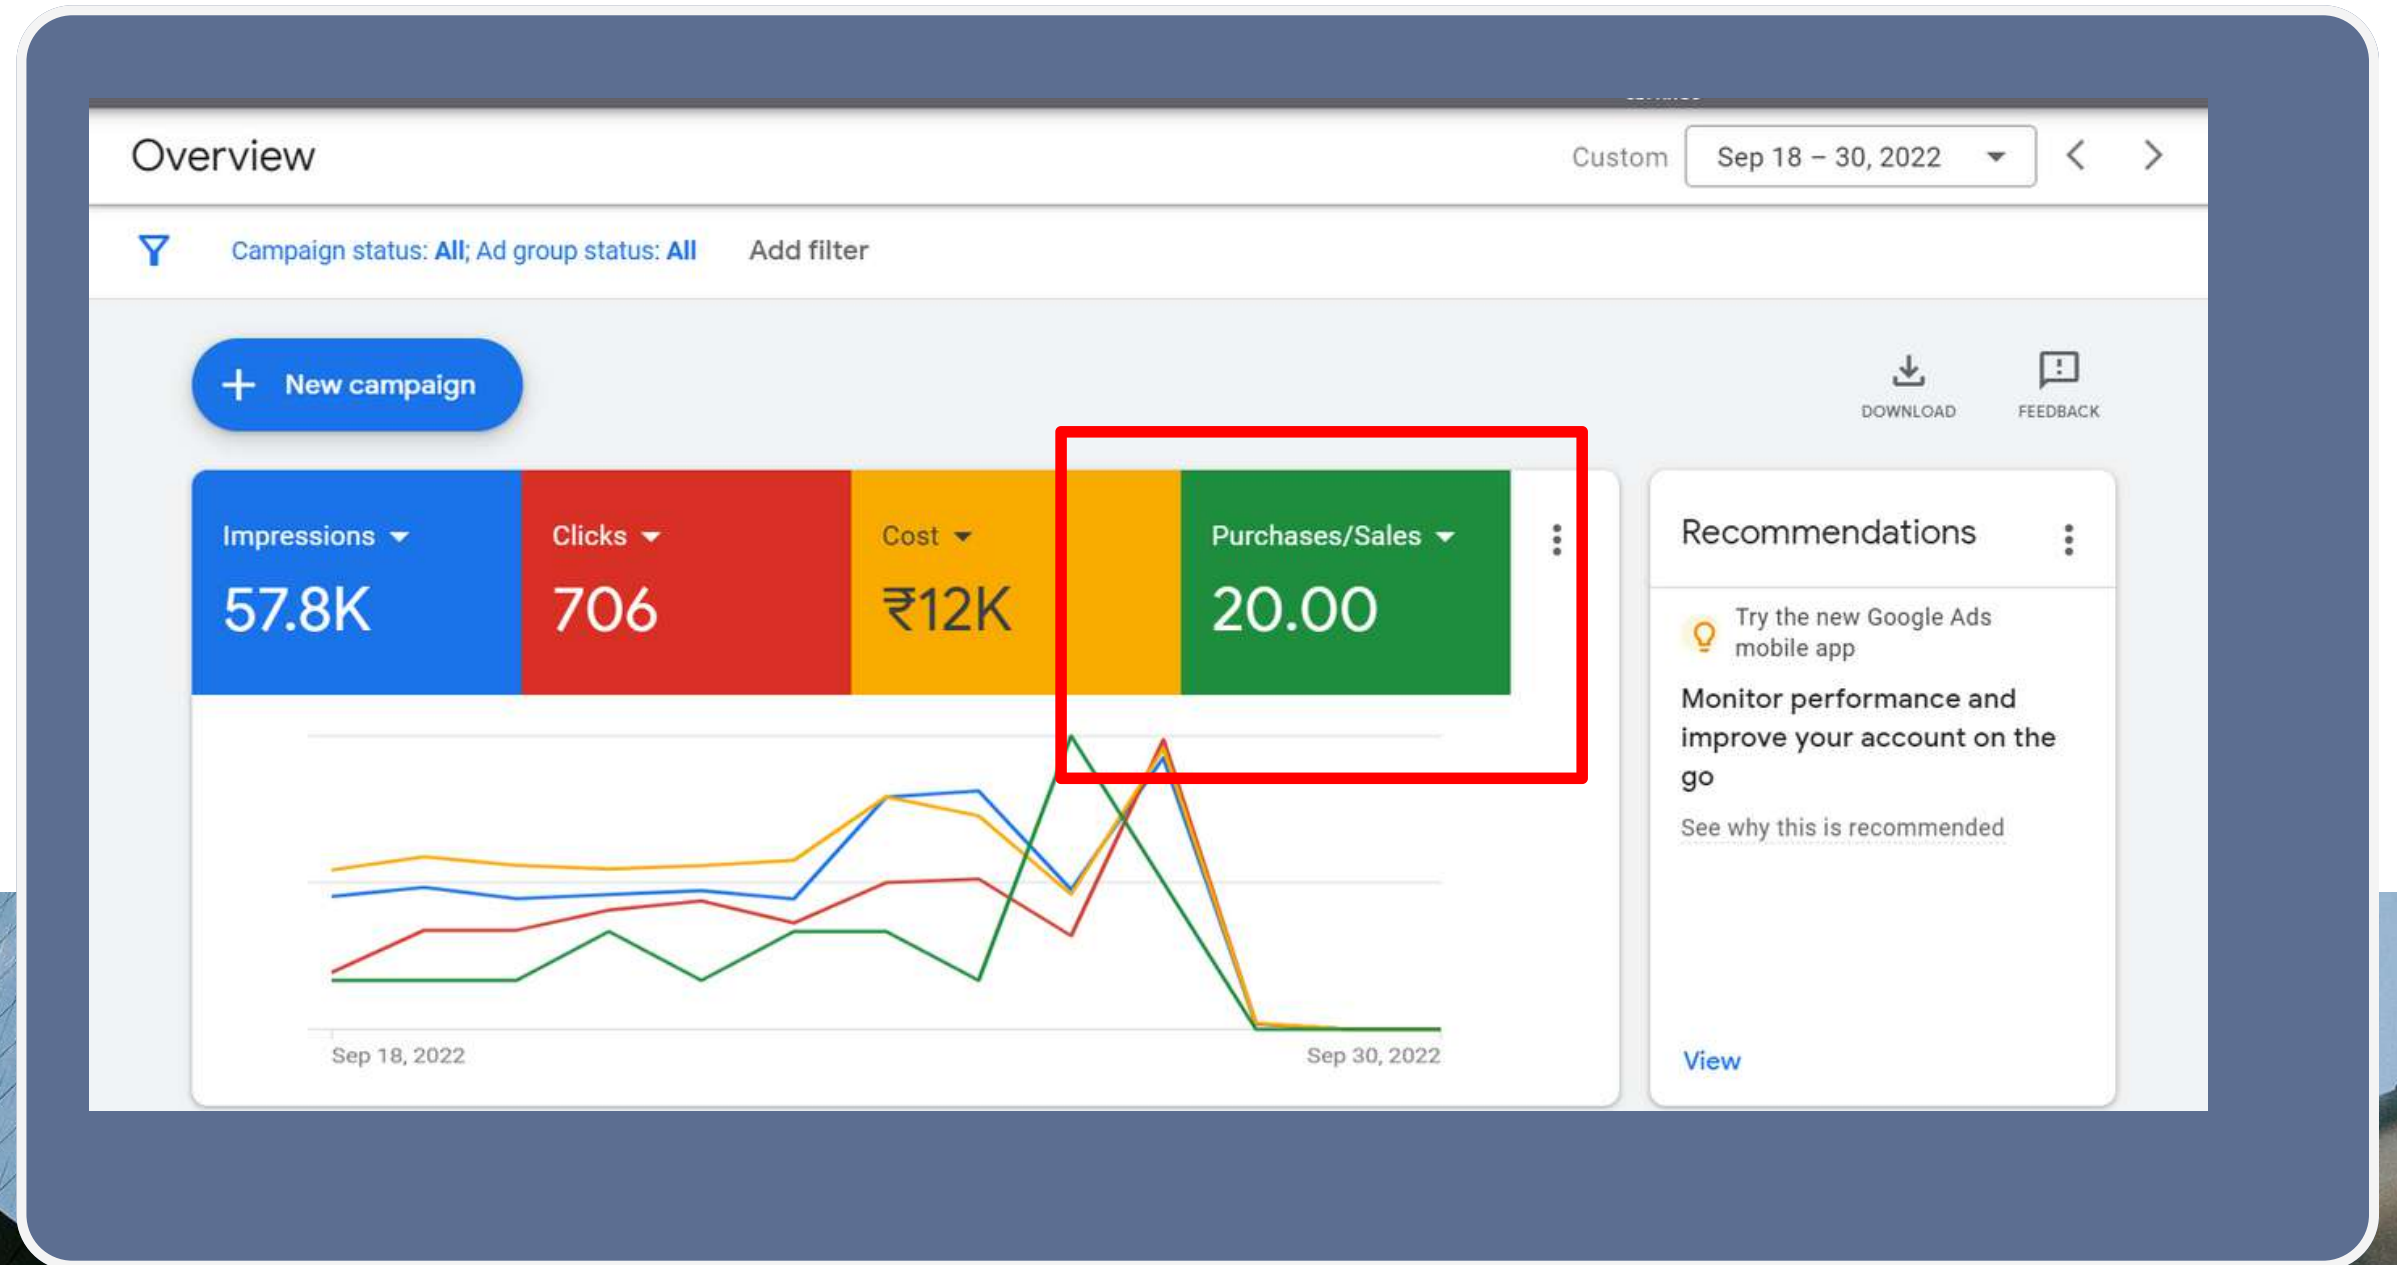 Overview
Custom
Sep 18 – 30, 2022
Campaign status: All; Ad group status: All
Add filter
New campaign
DOWNLOAD
FEEDBACK
Impressions
57.8K
Clicks
706
Cost
₹12K
Purchases/Sales
20.00
Sep 18, 2022
Sep 30, 2022
Recommendations
Try the new Google Ads
mobile app
Monitor performance and
improve your account on the
go
See why this is recommended
View